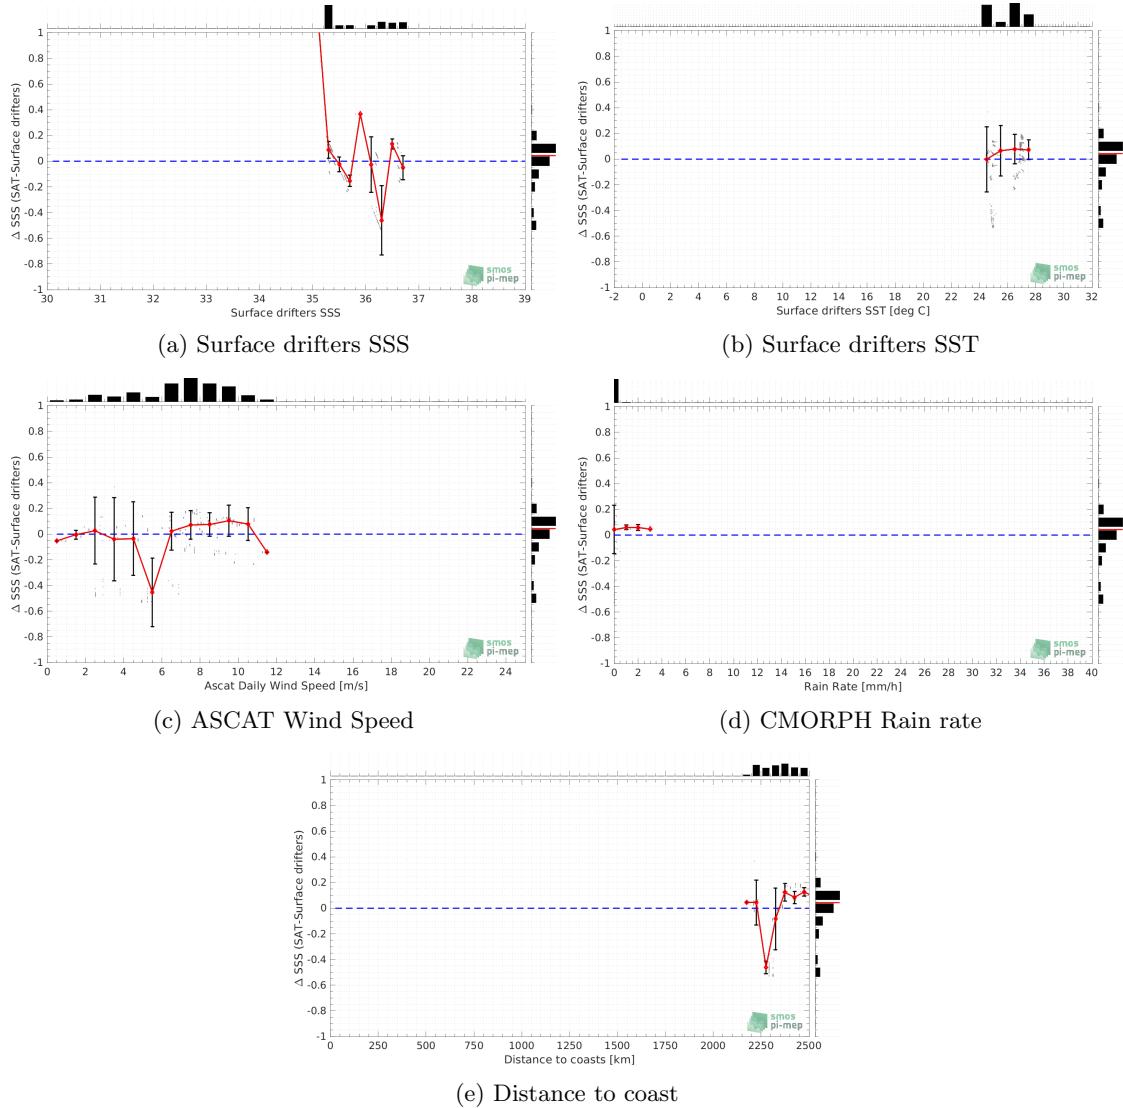 1
0.8
0.6
0.4
0.2
0
-0.2
-0.4
-0.6
-0.8
-1
Δ SSS (SAT-Surface drifters)
30 31 32 33 34 35 36 37 38 39
Surface drifters SSS
smos
pi-mep
(a) Surface drifters SSS
1
0.8
0.6
0.4
0.2
0
-0.2
-0.4
-0.6
-0.8
-1
Δ SSS (SAT-Surface drifters)
-2 0 2 4 6 8 10 12 14 16 18 20 22 24 26 28 30 32
Surface drifters SST [deg C]
smos
pi-mep
(b) Surface drifters SST
1
0.8
0.6
0.4
0.2
0
-0.2
-0.4
-0.6
-0.8
-1
Δ SSS (SAT-Surface drifters)
0 2 4 6 8 10 12 14 16 18 20 22 24
Ascat Daily Wind Speed [m/s]
smos
pi-mep
(c) ASCAT Wind Speed
1
0.8
0.6
0.4
0.2
0
-0.2
-0.4
-0.6
-0.8
-1
Δ SSS (SAT-Surface drifters)
0 2 4 6 8 10 12 14 16 18 20 22 24 26 28 30 32 34 36 38 40
Rain Rate [mm/h]
smos
pi-mep
(d) CMORPH Rain rate
1
0.8
0.6
0.4
0.2
0
-0.2
-0.4
-0.6
-0.8
-1
Δ SSS (SAT-Surface drifters)
0 250 500 750 1000 1250 1500 1750 2000 2250 2500
Distance to coasts [km]
smos
pi-mep
(e) Distance to coast